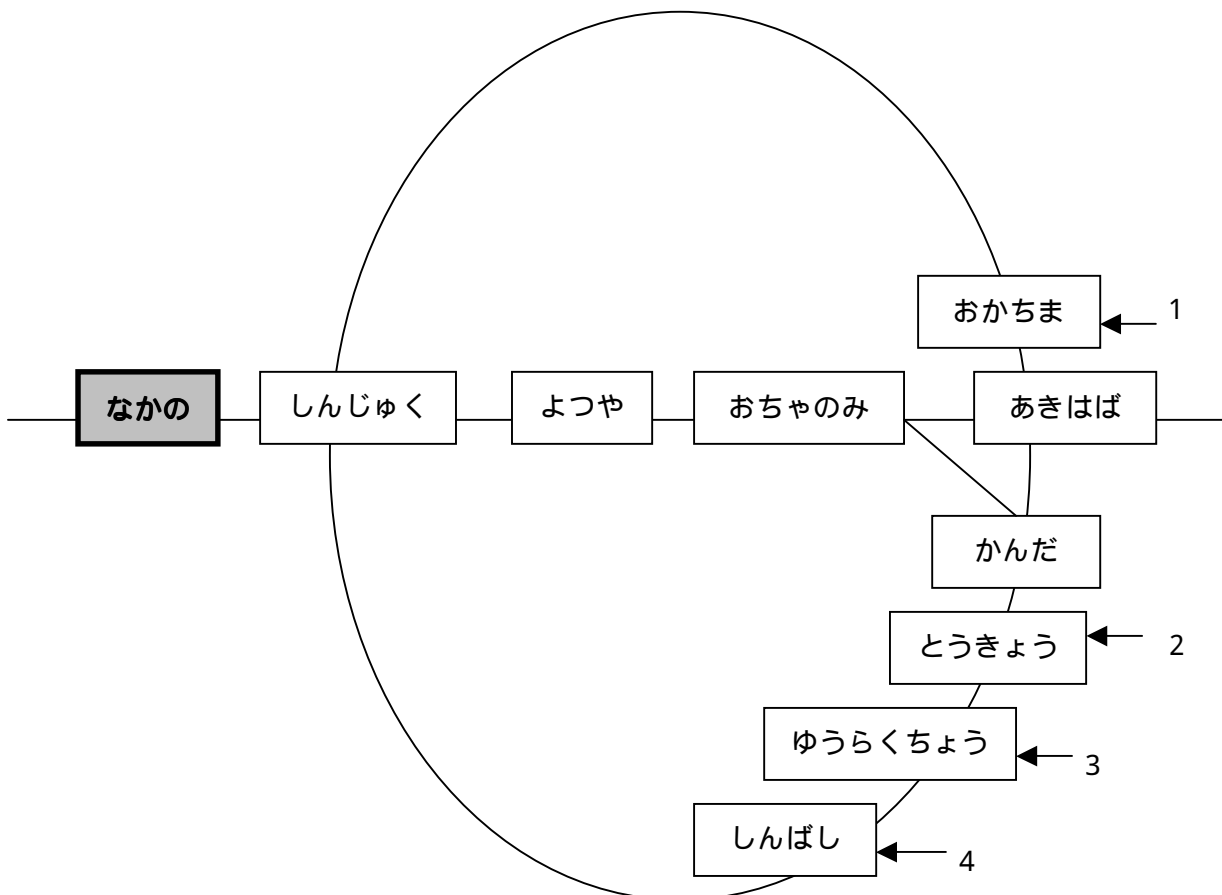 おかちま
1
なかの
しんじゅく
よつや
おちゃのみ
あきはば
かんだ
とうきょう
2
ゆうらくちょう
3
しんばし
4